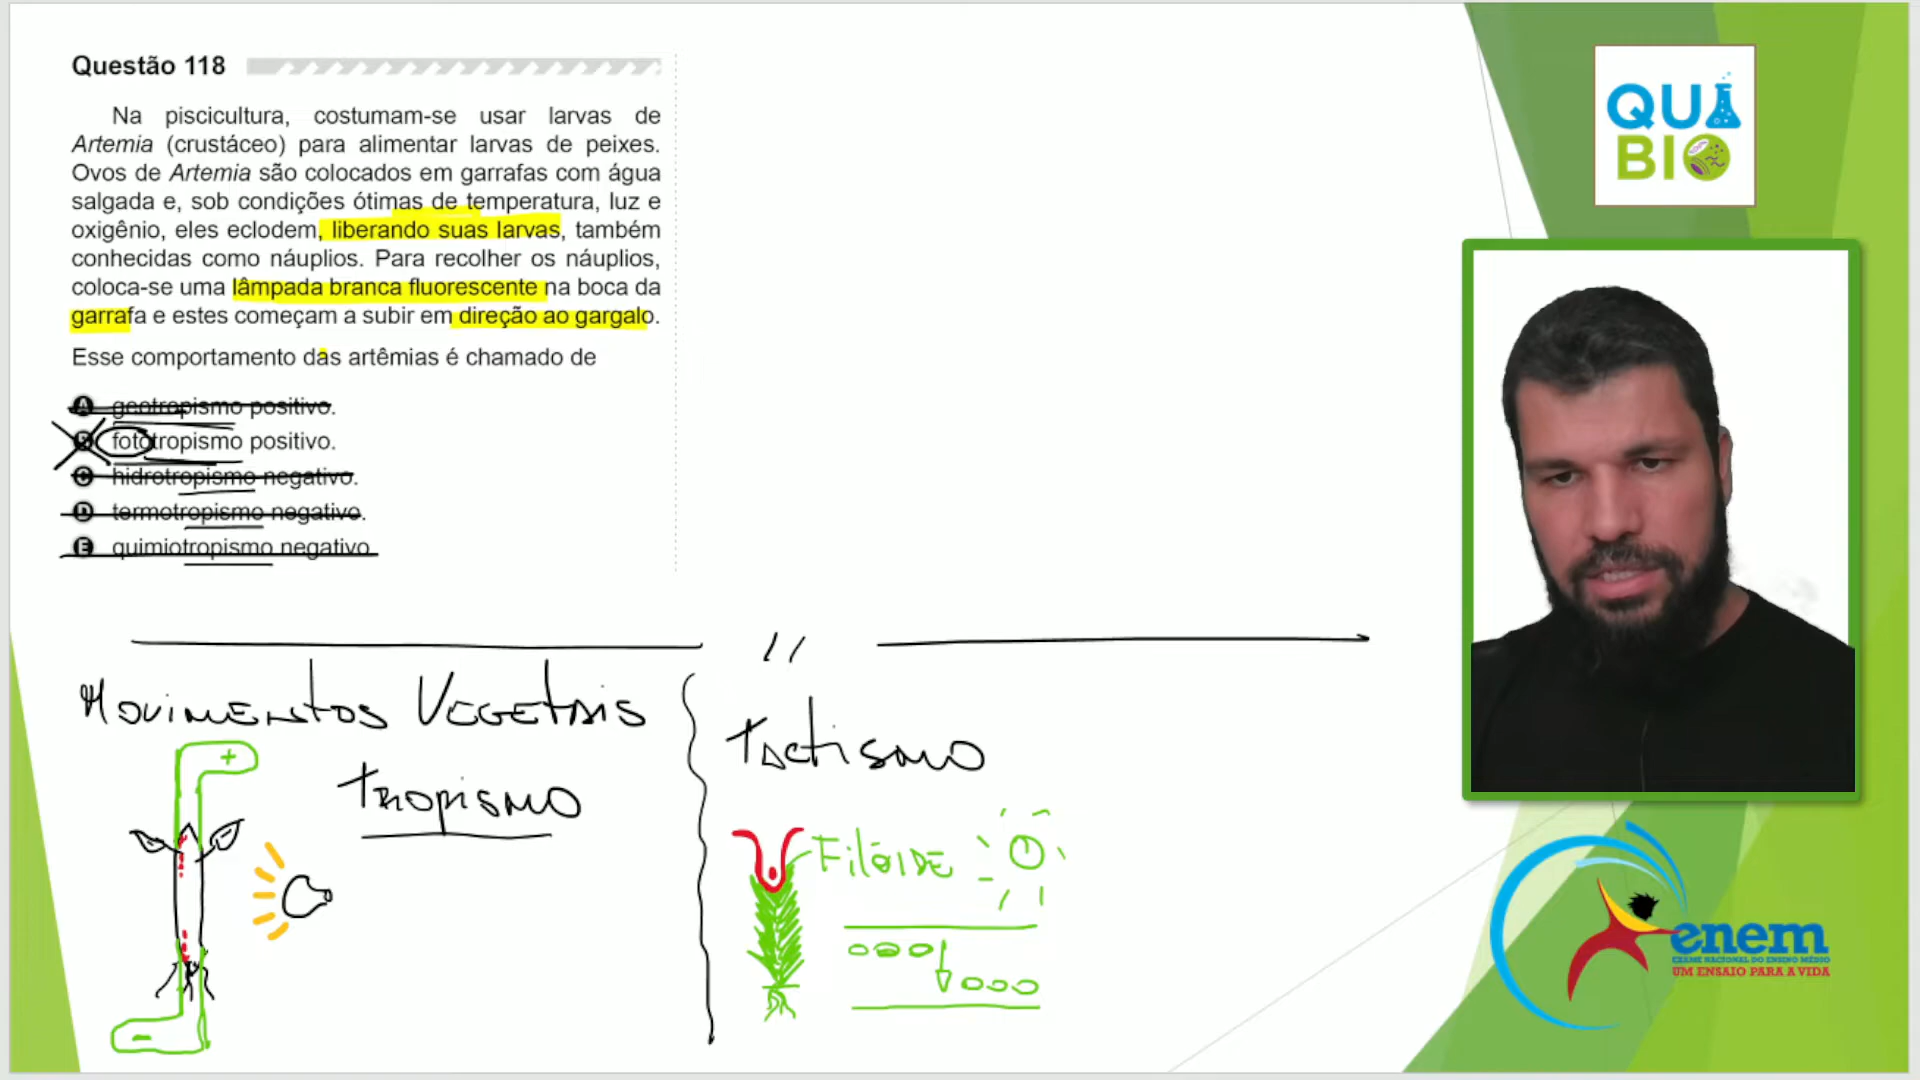 Questão 118
Na piscicultura, costumam-se usar larvas de
Artemia (crustáceo) para alimentar larvas de peixes.
Ovos de Artemia são colocados em garrafas com água
salgada e, sob condições ótimas de temperatura, luz e
oxigênio, eles eclodem, liberando suas larvas, também
conhecidas como náuplios. Para recolher os náuplios,
coloca-se uma lâmpada branca fluorescente na boca da
garrafa e estes começam a subir em direção ao gargalo.
Esse comportamento das artêmias é chamado de
A geotropismo positivo.
B fototropismo positivo.
C hidrotropismo negativo.
D termotropismo negativo.
E quimiotropismo negativo.
Movimentos Vegetais
Tropismo
+
-
Tactismo
Filóide
QUI
BIO
enem
EXAME NACIONAL DO ENSINO MÉDIO
UM ENSAIO PARA A VIDA